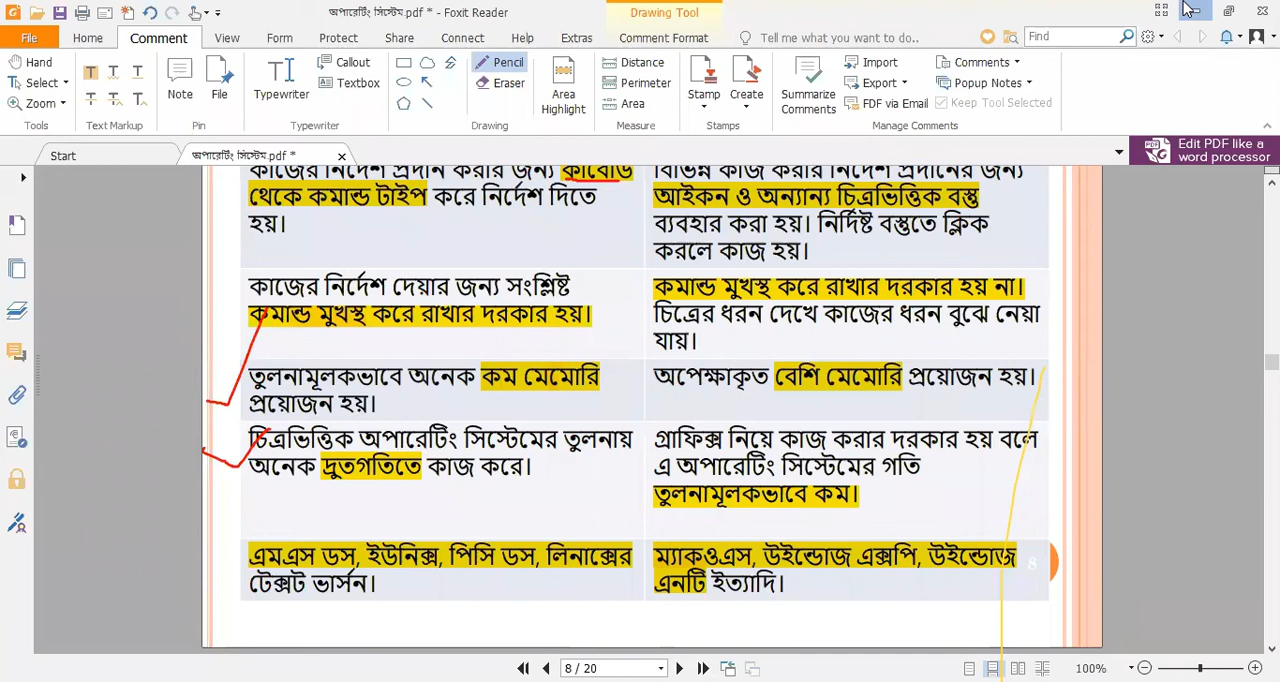 অপারেটিং সিস্টেম.pdf * - Foxit Reader
Drawing Tool
File Home Comment View Form Protect Share Connect Help Extras Comment Format Tell me what you want to do.. Find
Hand
Select
Zoom
Tools
Text Markup
Note
File
Pin
Typewriter
Callout
Textbox
Typewriter
Pencil
Eraser
Drawing
Area
Highlight
Distance
Perimeter
Area
Measure
Stamp
Create
Stamps
Summarize
Comments
Import
Export
FDF via Email
Comments
Popup Notes
Keep Tool Selected
Manage Comments
Start
অপারেটিং সিস্টেম.pdf *
Edit PDF like a
word processor
কাজের নির্দেশ প্রদান করার জন্য কীবোর্ড
থেকে কমান্ড টাইপ করে নির্দেশ দিতে
হয়।
বিভিন্ন কাজ করার নির্দেশ প্রদানের জন্য
আইকন ও অন্যান্য চিত্রভিত্তিক বস্তু
ব্যবহার করা হয়। নির্দিষ্ট বস্তুতে ক্লিক
করলে কাজ হয়।
কাজের নির্দেশ দেয়ার জন্য সংশ্লিষ্ট
কমান্ড মুখস্থ করে রাখার দরকার হয়।
কমান্ড মুখস্থ করে রাখার দরকার হয় না।
চিত্রের ধরন দেখে কাজের ধরন বুঝে নেয়া
যায়।
তুলনামূলকভাবে অনেক কম মেমোরি
প্রয়োজন হয়।
অপেক্ষাকৃত বেশি মেমোরি প্রয়োজন হয়।
চিত্রভিত্তিক অপারেটিং সিস্টেমের তুলনায়
অনেক দ্রুতগতিতে কাজ করে।
গ্রাফিক্স নিয়ে কাজ করার দরকার হয় বলে
এ অপারেটিং সিস্টেমের গতি
তুলনামূলকভাবে কম।
এমএস ডস, ইউনিক্স, পিসি ডস, লিনাক্সের
টেক্সট ভার্সন।
ম্যাকওএস, উইন্ডোজ এক্সপি, উইন্ডোজ
এনটি ইত্যাদি।
8
8 / 20
100%